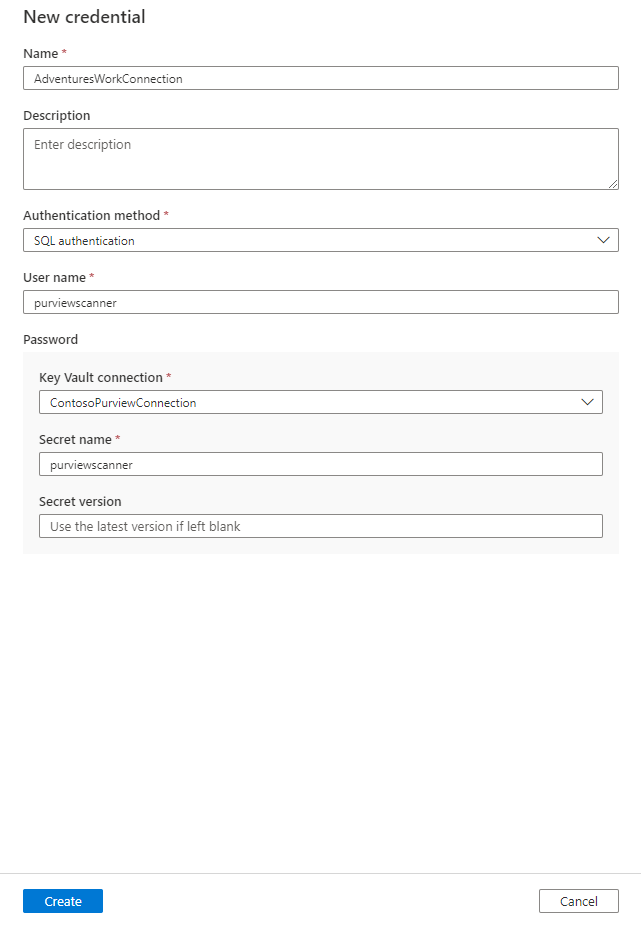 New credential
Name *
AdventuresWorkConnection
Description
Enter description
Authentication method *
SQL authentication
User name *
purviewscanner
Password
Key Vault connection *
ContosoPurviewConnection
Secret name *
purviewscanner
Secret version
Use the latest version if left blank
Create Cancel